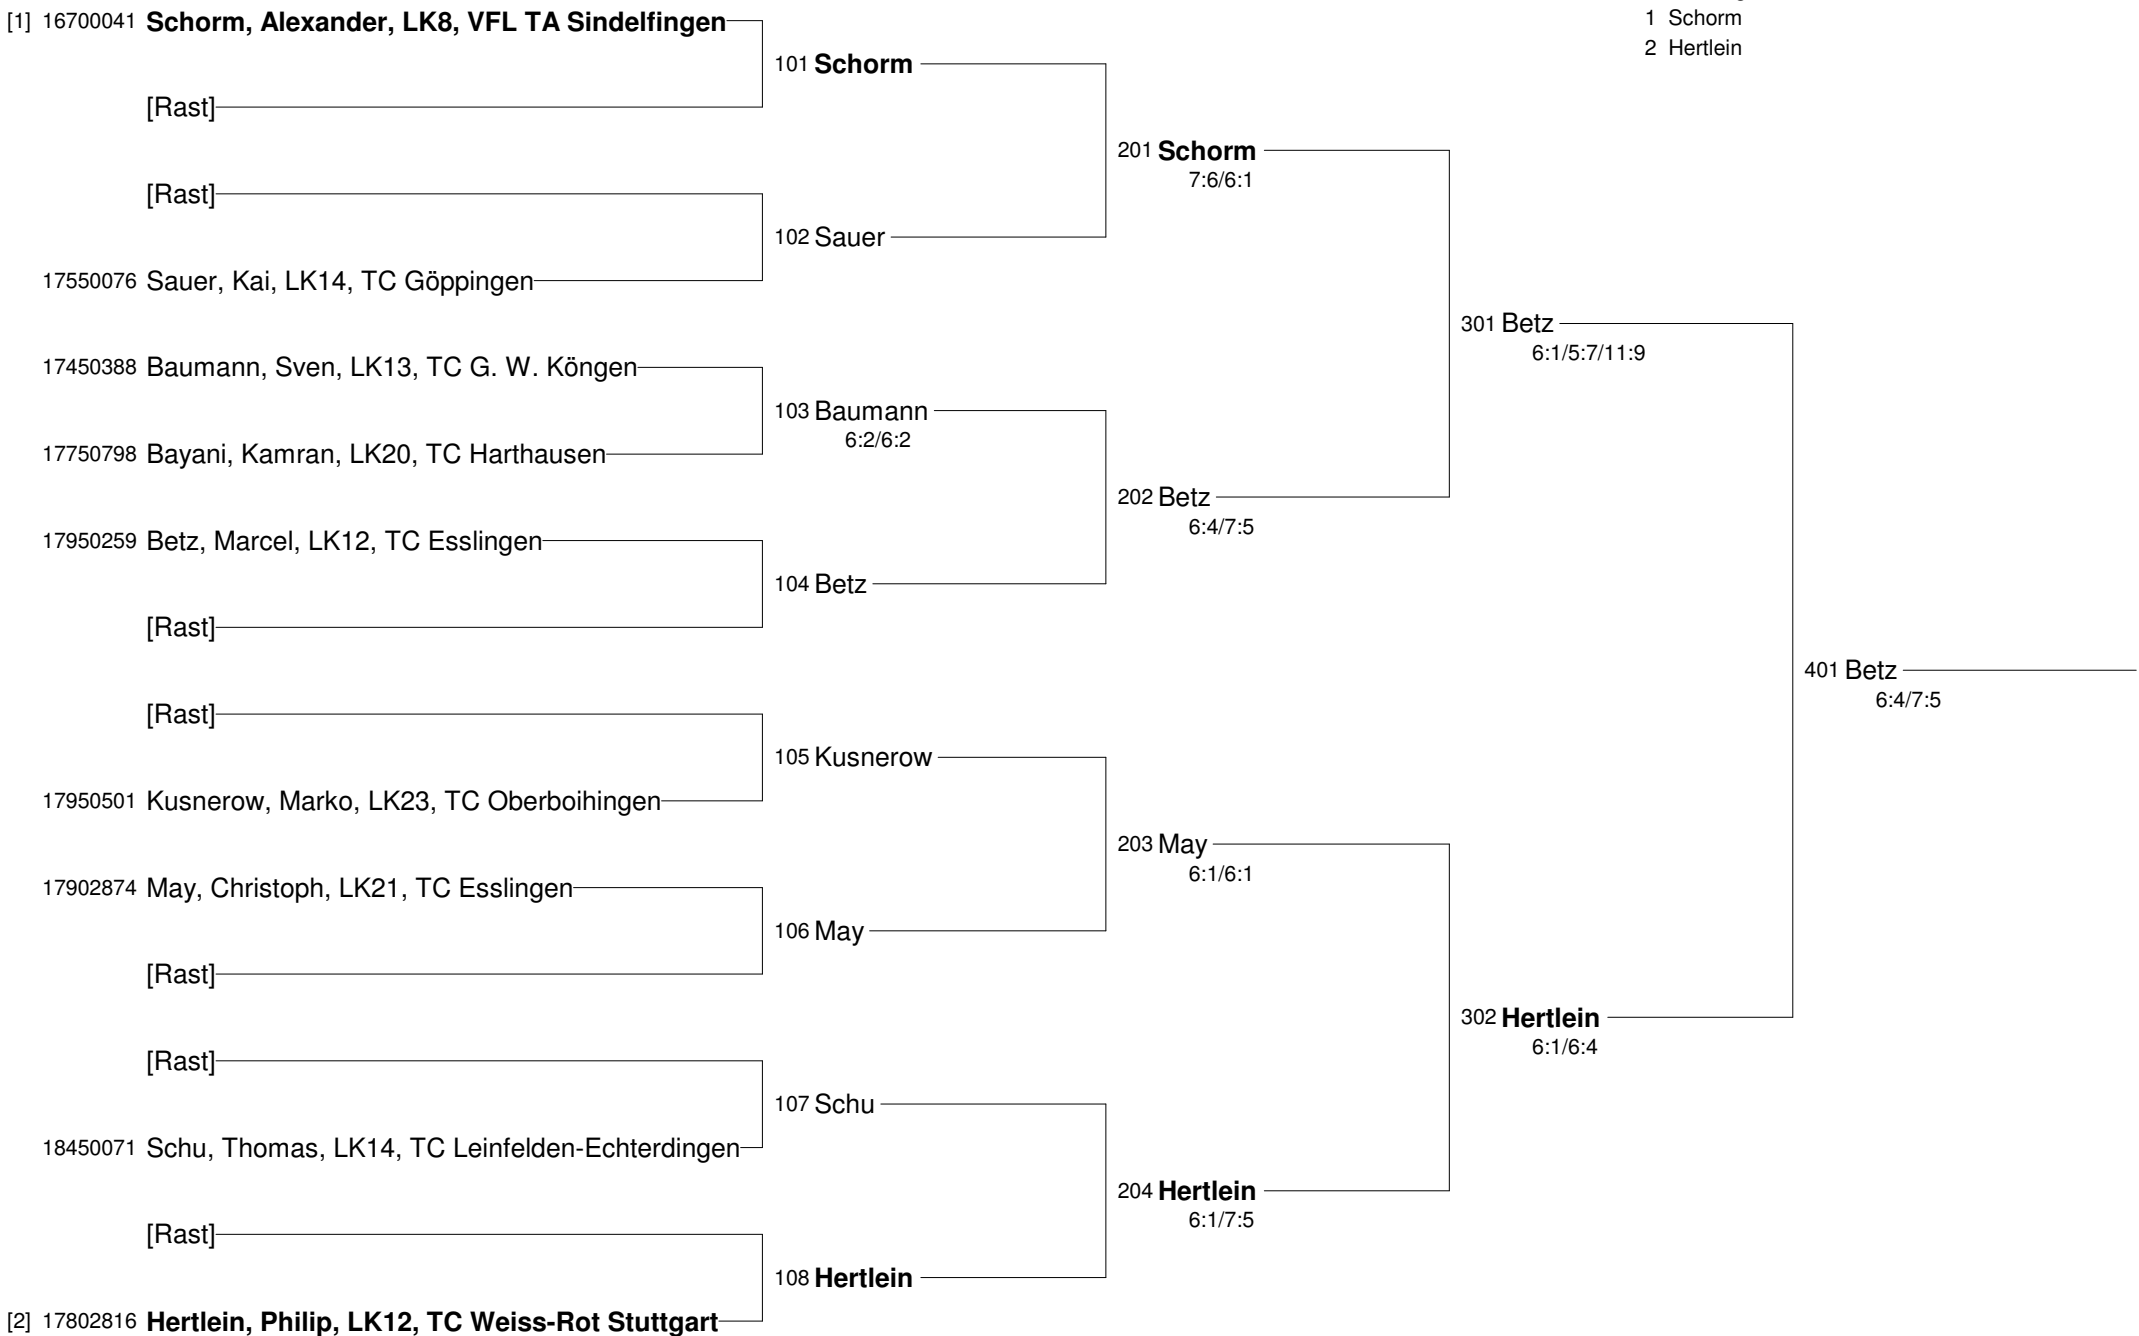 [1] 16700041 Schorm, Alexander, LK8, VFL TA Sindelfingen
1 Schorm
2 Hertlein
101 Schorm
[Rast]
201 Schorm
7:6/6:1
[Rast]
102 Sauer
17550076 Sauer, Kai, LK14, TC Göppingen
301 Betz
6:1/5:7/11:9
17450388 Baumann, Sven, LK13, TC G. W. Köngen
103 Baumann
6:2/6:2
17750798 Bayani, Kamran, LK20, TC Harthausen
202 Betz
6:4/7:5
17950259 Betz, Marcel, LK12, TC Esslingen
104 Betz
[Rast]
401 Betz
6:4/7:5
[Rast]
105 Kusnerow
17950501 Kusnerow, Marko, LK23, TC Oberboihingen
203 May
6:1/6:1
17902874 May, Christoph, LK21, TC Esslingen
106 May
[Rast]
302 Hertlein
6:1/6:4
[Rast]
107 Schu
18450071 Schu, Thomas, LK14, TC Leinfelden-Echterdingen
204 Hertlein
6:1/7:5
[Rast]
108 Hertlein
[2] 17802816 Hertlein, Philip, LK12, TC Weiss-Rot Stuttgart